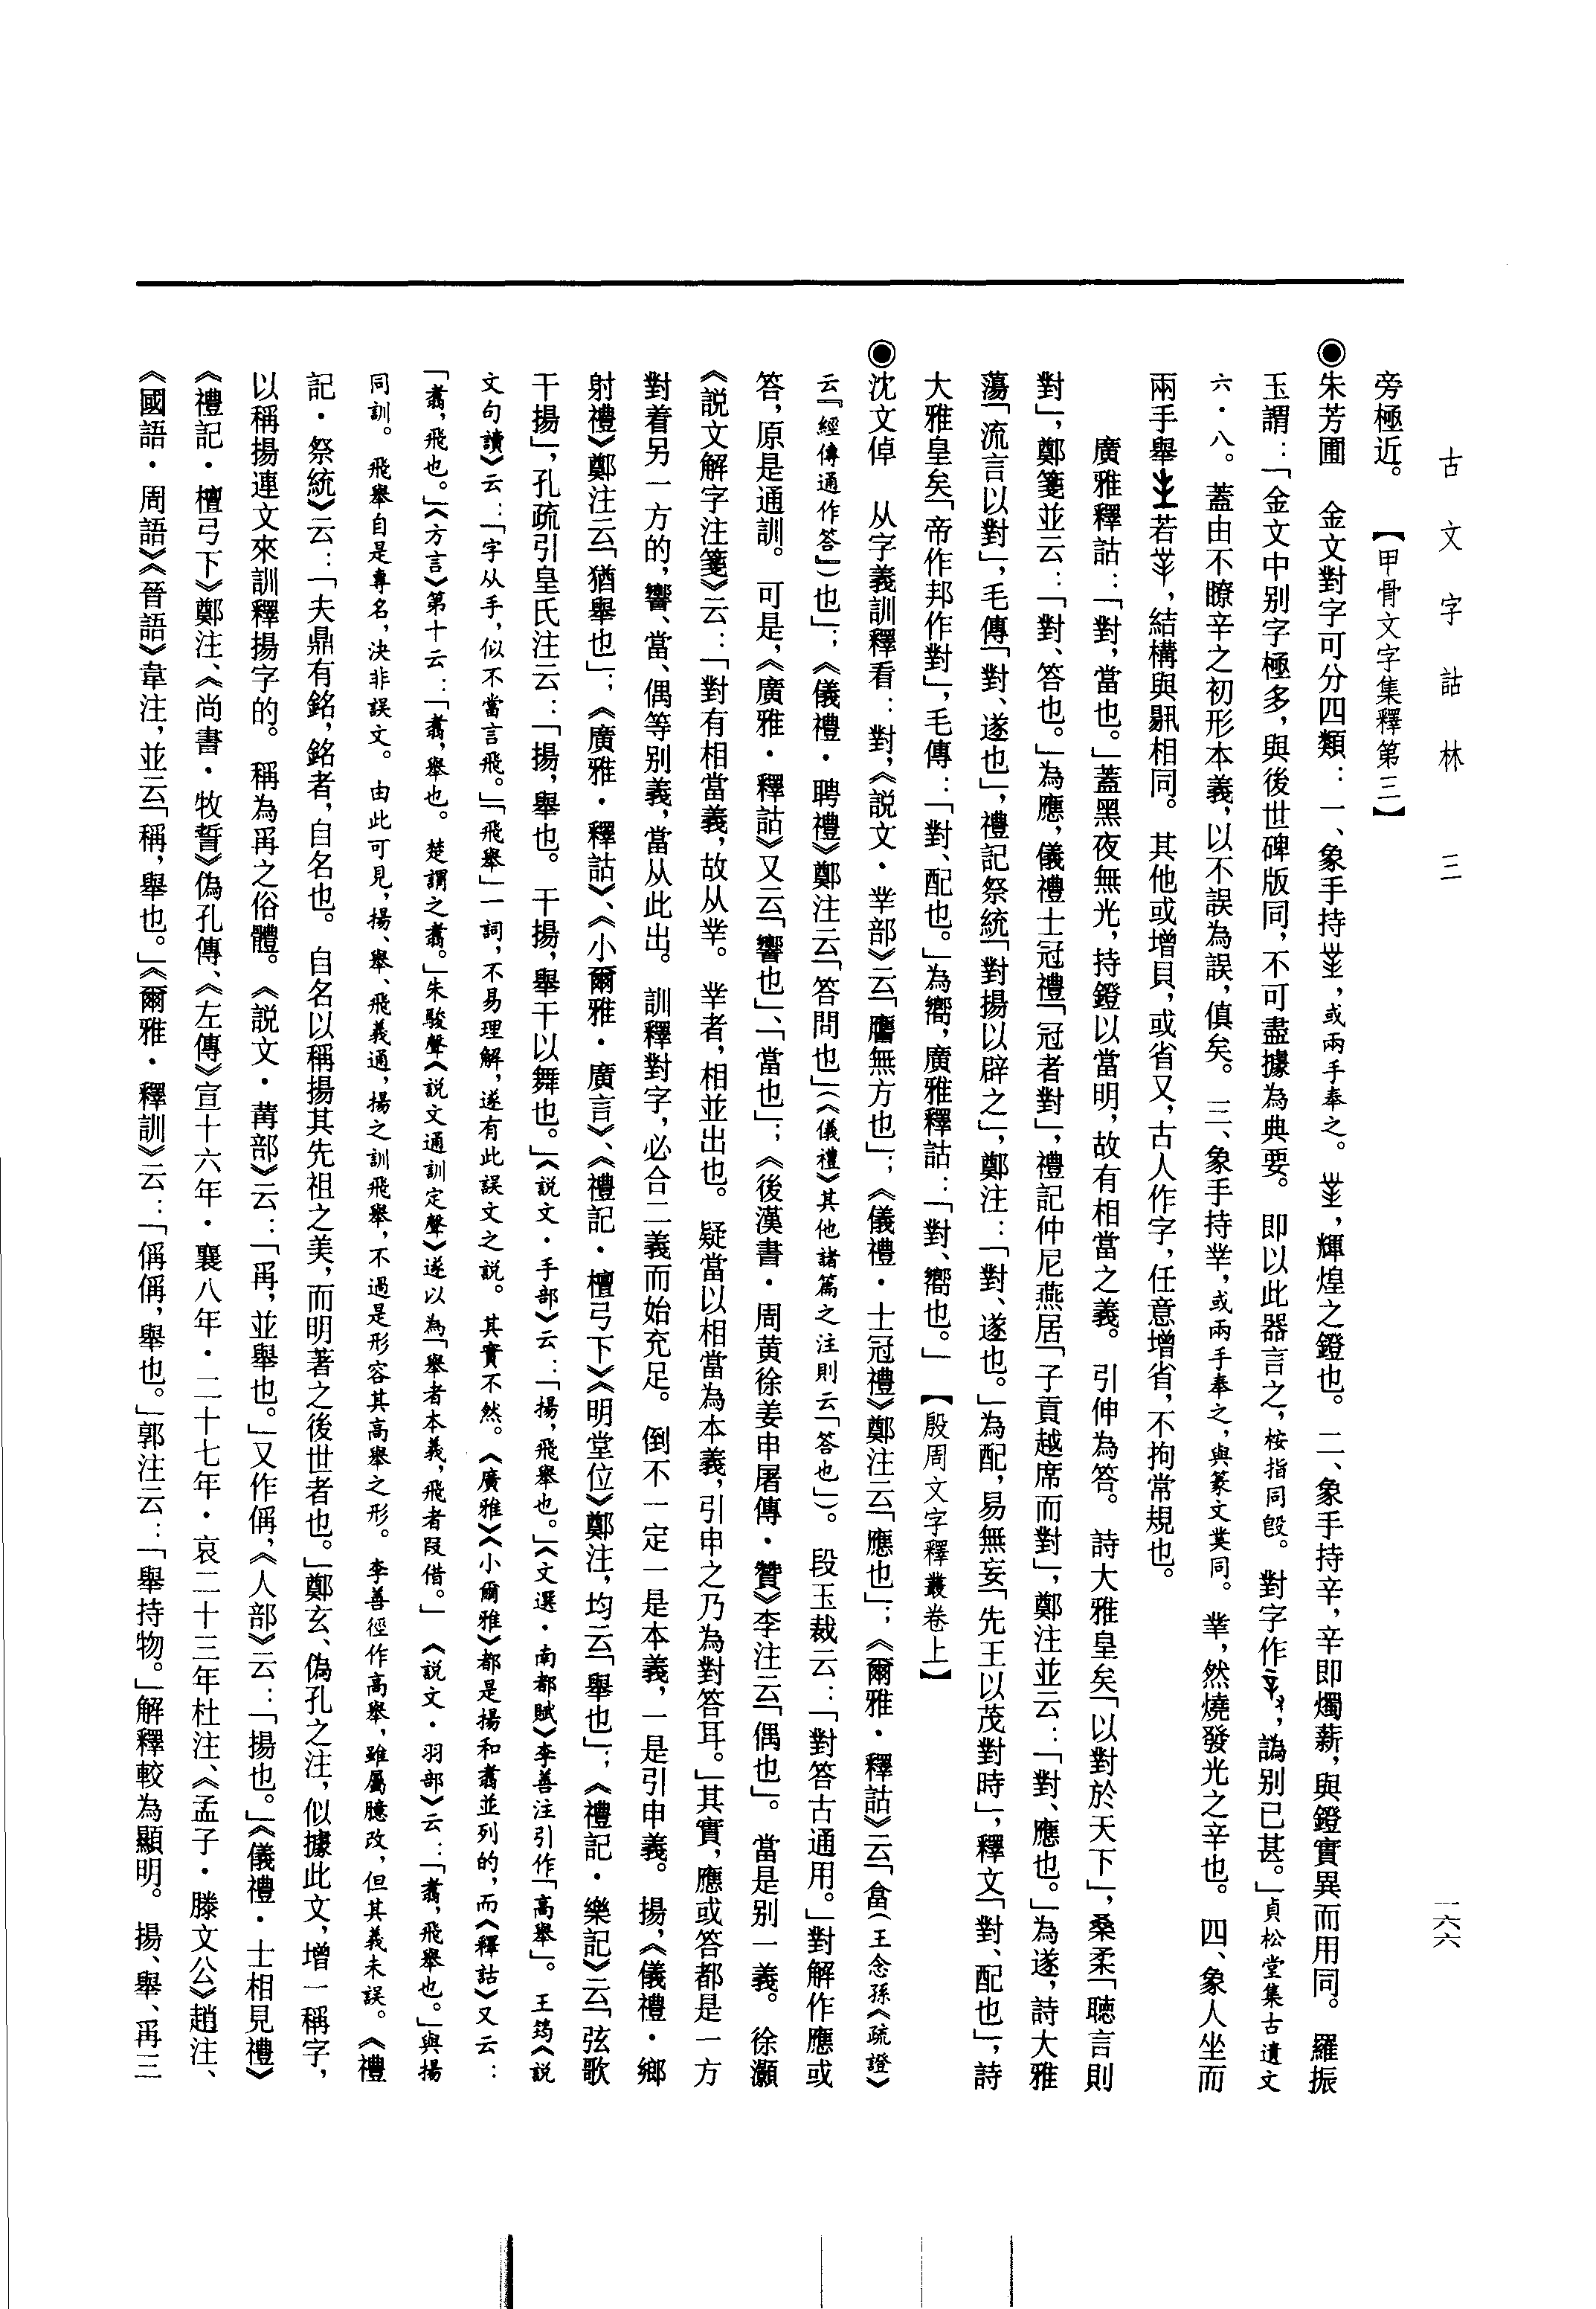 古文字詁林　三
一六六
旁極近。　【甲骨文字集釋第三】
◉朱芳圃　金文對字可分四類：一、象手持，或兩手奉之。，輝煌之鐙也。二、象手持辛，辛即燭薪，與鐙實異而用同。羅振
玉謂：「金文中别字極多，與後世碑版同，不可盡據為典要。即以此器言之，桉指同𣪘。對字作，譌别已甚。」貞松堂集古遺文
六・八。蓋由不瞭辛之初形本義，以不誤為誤，傎矣。三、象手持丵，或兩手奉之，與篆文菐同。丵，然燒發光之辛也。四、象人坐而
兩手舉若，結構與𩰫相同。其他或增貝，或省又，古人作字，任意增省，不拘常規也。
廣雅釋詁：「對，當也。」蓋黑夜無光，持鐙以當明，故有相當之義。引伸為答。詩大雅皇矣「以對於天下」，桑柔「聽言則
對」，鄭箋並云：「對、答也。」為應，儀禮士冠禮「冠者對」，禮記仲尼燕居「子貢越席而對」，鄭注並云：「對、應也。」為遂，詩大雅
蕩「流言以對」，毛傳「對、遂也」，禮記祭統「對揚以辟之」，鄭注：「對、遂也。」為配，易無妄「先王以茂對時」，釋文「對、配也」，詩
大雅皇矣「帝作邦作對」，毛傳：「對、配也。」為嚮，廣雅釋詁：「對、嚮也。」　【殷周文字釋叢卷上】
◉沈文倬　从字義訓釋看：對，《說文・丵部》云「譍無方也」；《儀禮・士冠禮》鄭注云「應也」；《爾雅・釋詁》云「畣（王念孫《疏證》
云『經傳通作答』）也」；《儀禮・聘禮》鄭注云「答問也」（《儀禮》其他諸篇之注則云「答也」）。段玉裁云：「對答古通用。」對解作應或
答，原是通訓。可是，《廣雅・釋詁》又云「響也」、「當也」；《後漢書・周黄徐姜申屠傳・贊》李注云「偶也」。當是别一義。徐灝
《說文解字注箋》云：「對有相當義，故从丵。丵者，相並出也。疑當以相當為本義，引申之乃為對答耳。」其實，應或答都是一方
對着另一方的，響、當、偶等别義，當从此出。訓釋對字，必合二義而始充足。倒不一定一是本義，一是引申義。揚，《儀禮・鄉
射禮》鄭注云「猶舉也」；《廣雅・釋詁》、《小爾雅・廣言》、《禮記・檀弓下》《明堂位》鄭注，均云「舉也」；《禮記・樂記》云「弦歌
干揚」，孔疏引皇氏注云：「揚，舉也。干揚，舉干以舞也。」《說文・手部》云：「揚，飛舉也。」《文選・南都賦》李善注引作「高舉」。王筠《說
文句讀》云：「字从手，似不當言飛。」「飛舉」一詞，不易理解，遂有此誤文之説。其實不然。《廣雅》《小爾雅》都是揚和翥並列的，而《釋詁》又云：
「翥，飛也。」《方言》第十云：「翥，舉也。楚謂之翥。」朱駿聲《說文通訓定聲》遂以為「舉者本義，飛者叚借。」《說文・羽部》云：「翥，飛舉也。」與揚
同訓。飛舉自是專名，決非誤文。由此可見，揚、舉、飛義通，揚之訓飛舉，不過是形容其高舉之形。李善徑作高舉，雖屬臆改，但其義未誤。《禮
記・祭統》云：「夫鼎有銘，銘者，自名也。自名以稱揚其先祖之美，而明著之後世者也。」鄭玄、偽孔之注，似據此文，增一稱字，
以稱揚連文來訓釋揚字的。稱為爯之俗體。《說文・冓部》云：「爯，並舉也。」又作偁，《人部》云：「揚也。」《儀禮・士相見禮》
《禮記・檀弓下》鄭注、《尚書・牧誓》偽孔傳、《左傳》宣十六年・襄八年・二十七年・哀二十三年杜注、《孟子・滕文公》趙注、
《國語・周語》《晉語》韋注，並云「稱，舉也。」《爾雅・釋訓》云：「偁偁，舉也。」郭注云：「舉持物。」解釋較為顯明。揚、舉、爯三